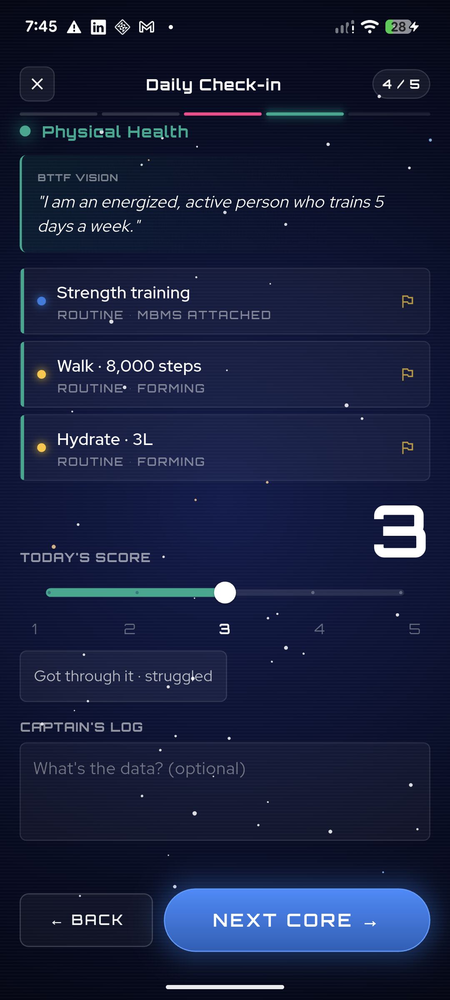 7:45
28
Daily Check-in
4 / 5
Physical Health
BTTF VISION
"I am an energized, active person who trains 5
days a week."
Strength training
ROUTINE · MBMS ATTACHED
Walk · 8,000 steps
ROUTINE · FORMING
Hydrate · 3L
ROUTINE · FORMING
3
TODAY'S SCORE
1 2 3 4 5
Got through it · struggled
CAPTAIN'S LOG
What's the data? (optional)
← BACK
NEXT CORE →